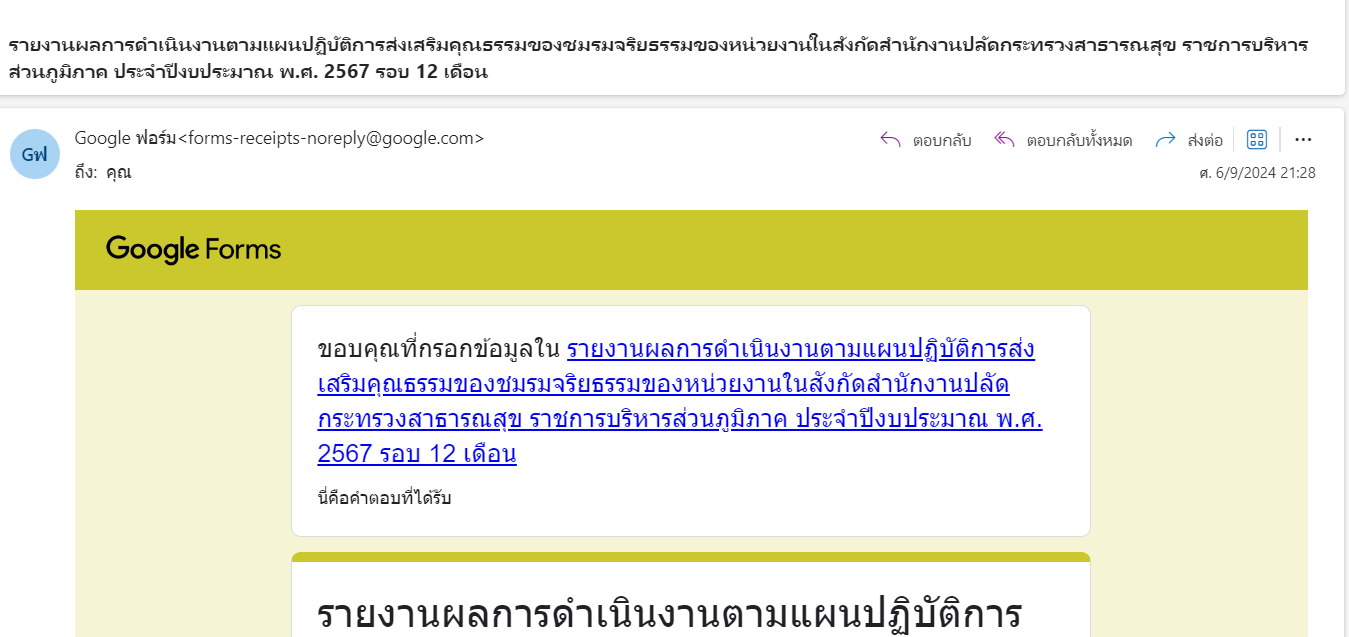 รายงานผลการดำเนินงานตามแผนปฏิบัติการส่งเสริมคุณธรรมของชมรมจริยธรรมของหน่วยงานในสังกัดสำนักงานปลัดกระทรวงสาธารณสุข ราชการบริหาร
ส่วนภูมิภาค ประจำปีงบประมาณ พ.ศ. 2567 รอบ 12 เดือน
Gฟ
Google ฟอร์ม<forms-receipts-noreply@google.com>
ตอบกลับ ตอบกลับทั้งหมด ส่งต่อ
ถึง: คุณ
ศ. 6/9/2024 21:28
Google Forms
ขอบคุณที่กรอกข้อมูลใน รายงานผลการดำเนินงานตามแผนปฏิบัติการส่ง
เสริมคุณธรรมของชมรมจริยธรรมของหน่วยงานในสังกัดสำนักงานปลัด
กระทรวงสาธารณสุข ราชการบริหารส่วนภูมิภาค ประจำปีงบประมาณ พ.ศ.
2567 รอบ 12 เดือน
นี่คือคำตอบที่ได้รับ
รายงานผลการดำเนินงานตามแผนปฏิบัติการ